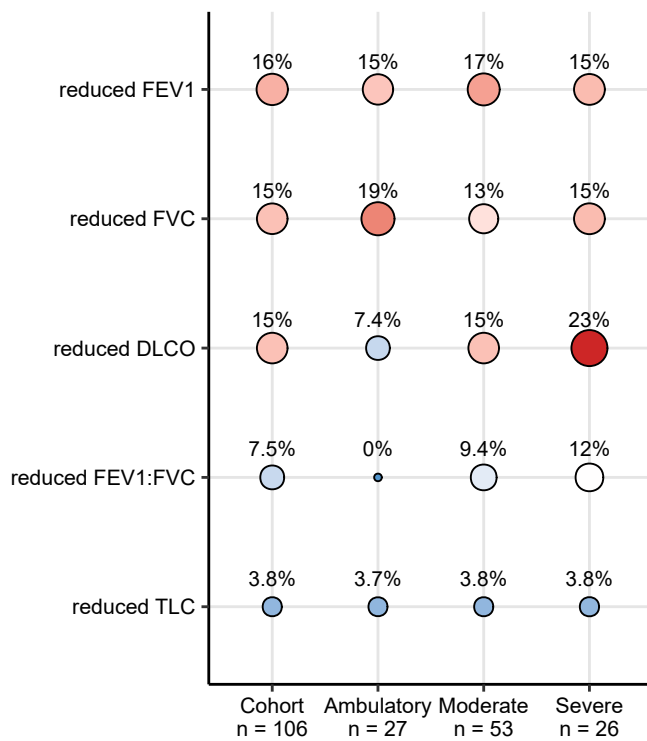 16% 15% 17% 15%
reduced FEV1
15% 19% 13% 15%
reduced FVC
15% 7.4% 15% 23%
reduced DLCO
7.5% 0% 9.4% 12%
reduced FEV1:FVC
3.8% 3.7% 3.8% 3.8%
reduced TLC
Cohort Ambulatory Moderate Severe
n = 106 n = 27 n = 53 n = 26